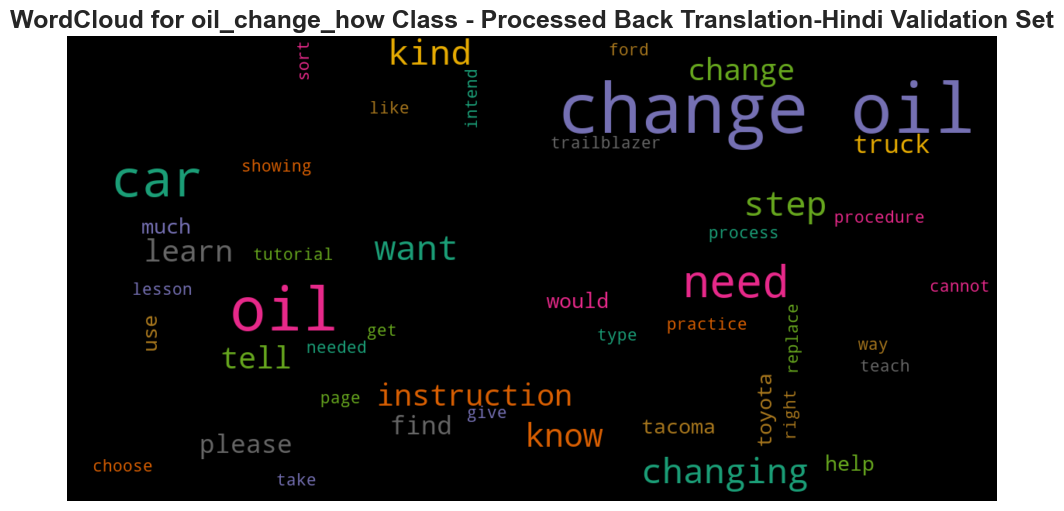 WordCloud for oil_change_how Class - Processed Back Translation-Hindi Validation Set
sort
kind
ford
change
intend
like
change oil
trailblazer
truck
showing
car
step
procedure
much
process
learn
tutorial
want
need
lesson
oil
would
cannot
use
get
type
practice
replace
way
tell
needed
teach
page
instruction
give
toyota
right
find
know
tacoma
please
choose
take
changing
help